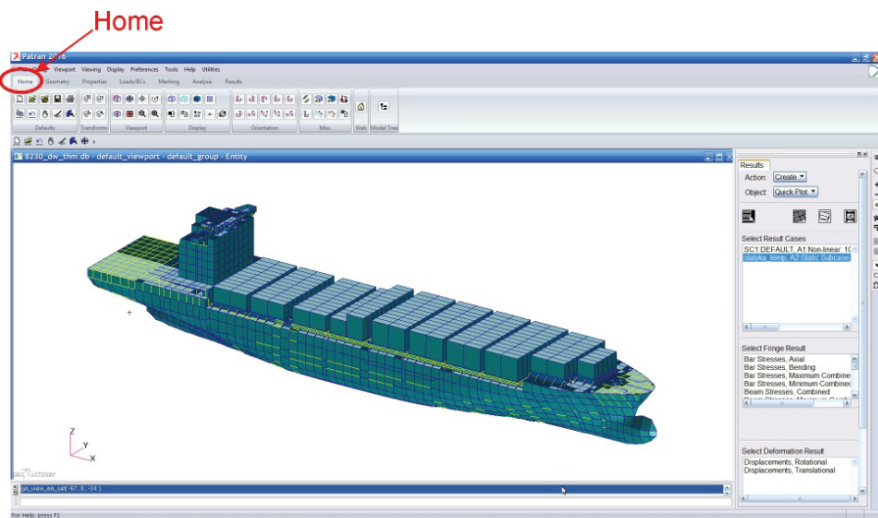 Home
Patran 2016
Viewport Viewing Display Preferences Tools Help Utilities
Home Geometry Properties Loads/BCs Meshing Analysis Results
Defaults Transforms Viewport Display Orientation Misc. Web Model Tree
8230_dw_thm.db - default_viewport - default_group - Entity
Results
Action: Create
Object: Quick Plot
Select Result Cases
SC1:DEFAULT, A1:Non-linear: 10
statyka_temp, A2:Static Subcase
Select Fringe Result
Bar Stresses, Axial
Bar Stresses, Bending
Bar Stresses, Maximum Combined
Bar Stresses, Minimum Combined
Beam Stresses, Combined
Select Deformation Result
Displacements, Rotational
Displacements, Translational
Z
Y
X
For Help, press F1